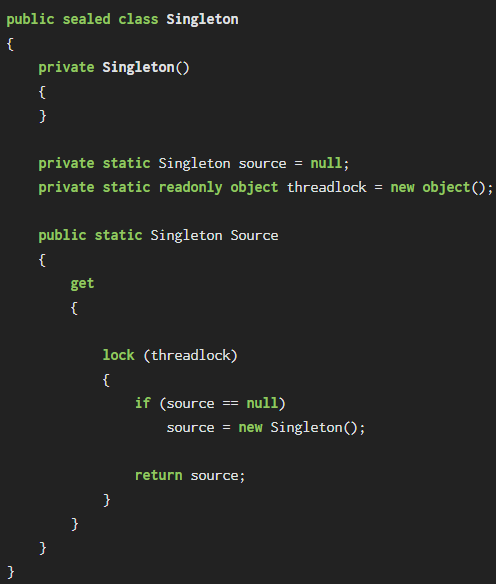 public sealed class Singleton
{
    private Singleton()
    {
    }

    private static Singleton source = null;
    private static readonly object threadlock = new object();

    public static Singleton Source
    {
        get
        {

            lock (threadlock)
            {
                if (source == null)
                    source = new Singleton();

                return source;
            }
        }
    }
}